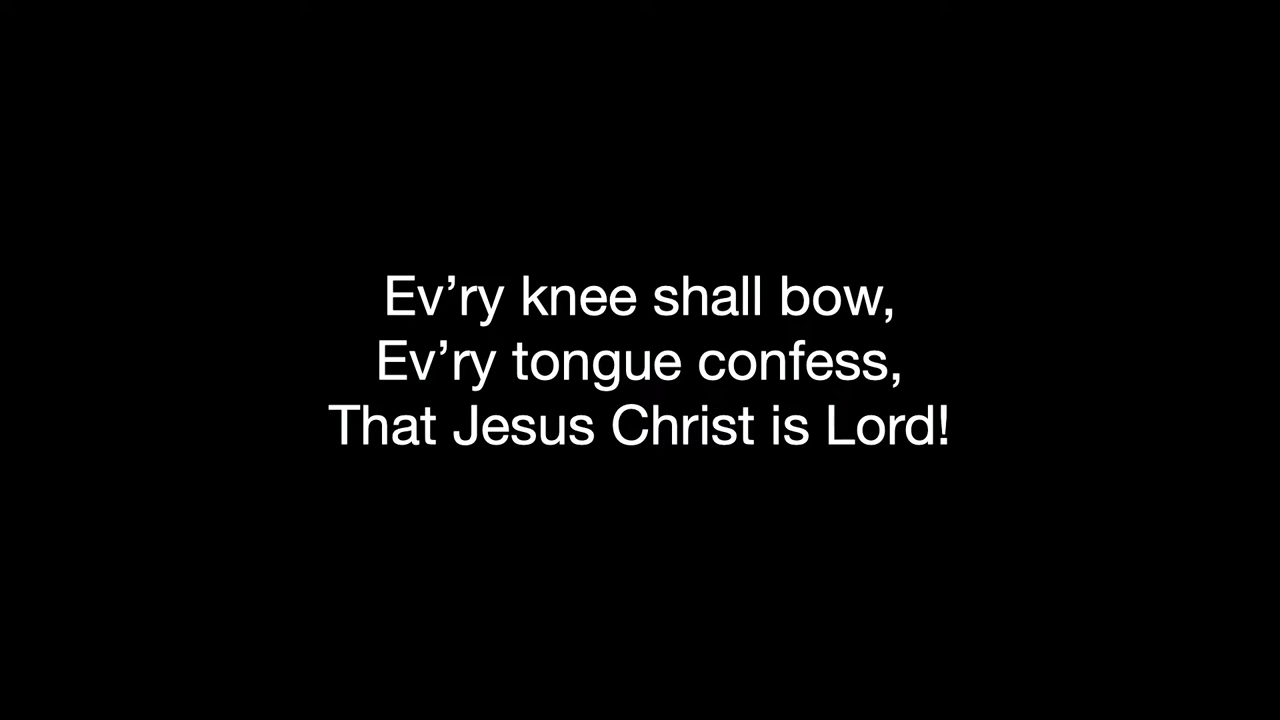 Ev’ry knee shall bow,
Ev’ry tongue confess,
That Jesus Christ is Lord!